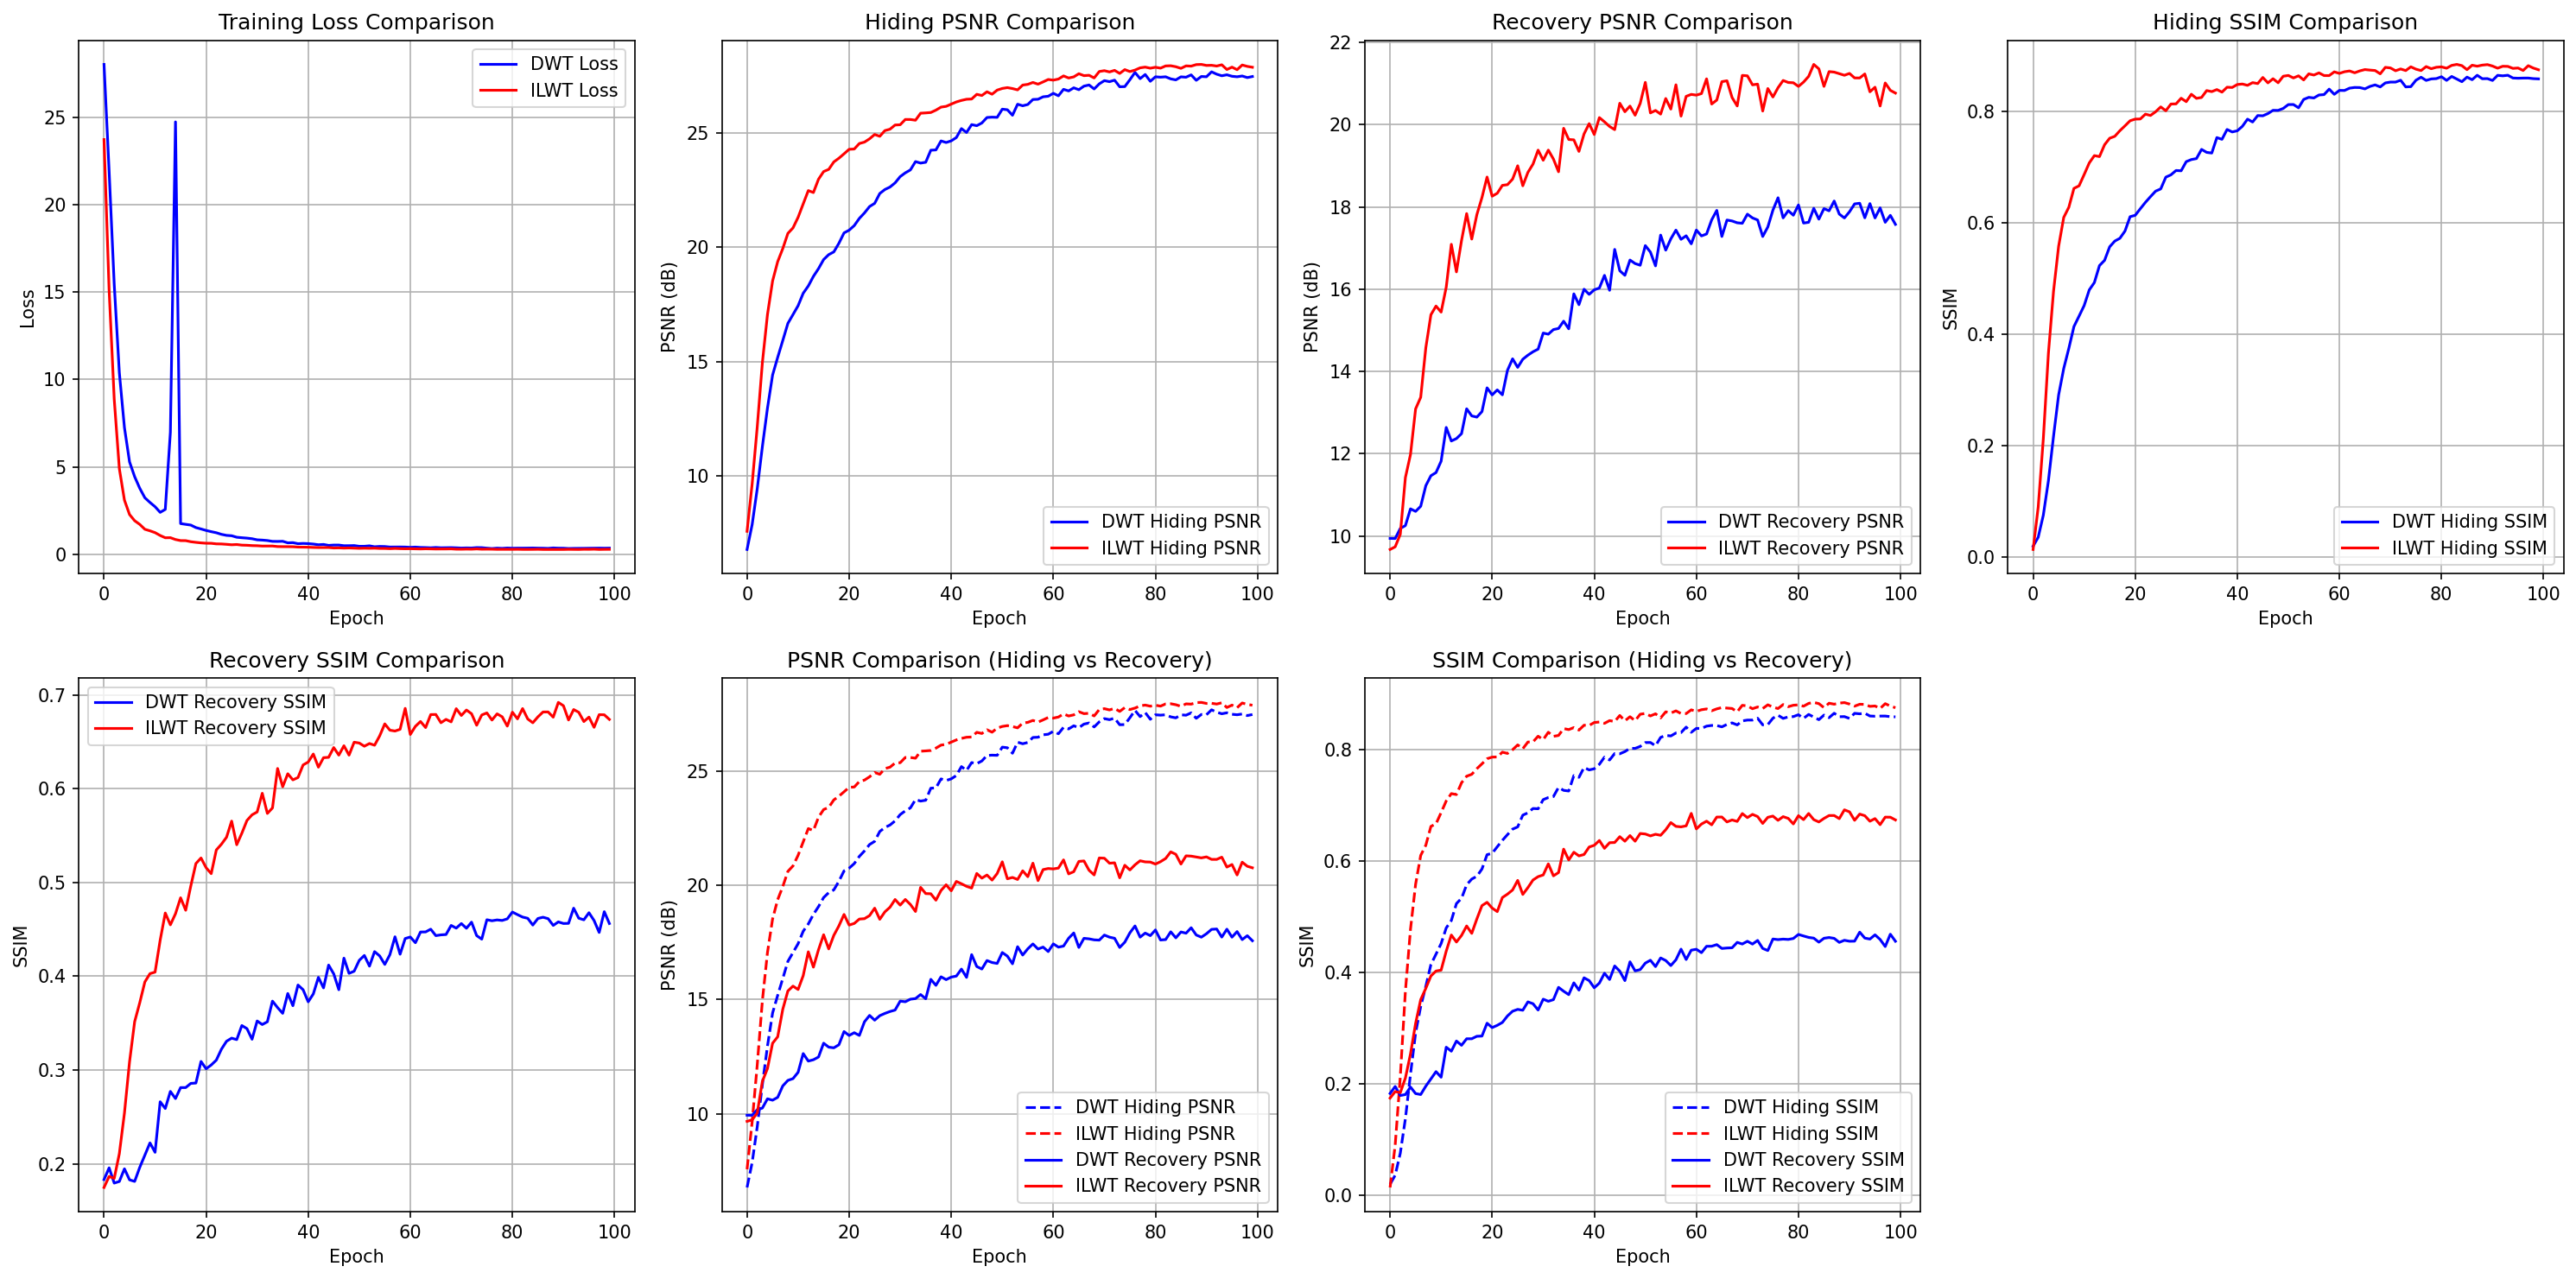 Training Loss Comparison
Loss
25
20
15
10
5
0
DWT Loss
ILWT Loss
0 20 40 60 80 100
Epoch
Hiding PSNR Comparison
PSNR (dB)
25
20
15
10
DWT Hiding PSNR
ILWT Hiding PSNR
0 20 40 60 80 100
Epoch
Recovery PSNR Comparison
PSNR (dB)
22
20
18
16
14
12
10
DWT Recovery PSNR
ILWT Recovery PSNR
0 20 40 60 80 100
Epoch
Hiding SSIM Comparison
SSIM
0.8
0.6
0.4
0.2
0.0
DWT Hiding SSIM
ILWT Hiding SSIM
0 20 40 60 80 100
Epoch
Recovery SSIM Comparison
SSIM
0.7
0.6
0.5
0.4
0.3
0.2
DWT Recovery SSIM
ILWT Recovery SSIM
0 20 40 60 80 100
Epoch
PSNR Comparison (Hiding vs Recovery)
PSNR (dB)
25
20
15
10
DWT Hiding PSNR
ILWT Hiding PSNR
DWT Recovery PSNR
ILWT Recovery PSNR
0 20 40 60 80 100
Epoch
SSIM Comparison (Hiding vs Recovery)
SSIM
0.8
0.6
0.4
0.2
0.0
DWT Hiding SSIM
ILWT Hiding SSIM
DWT Recovery SSIM
ILWT Recovery SSIM
0 20 40 60 80 100
Epoch